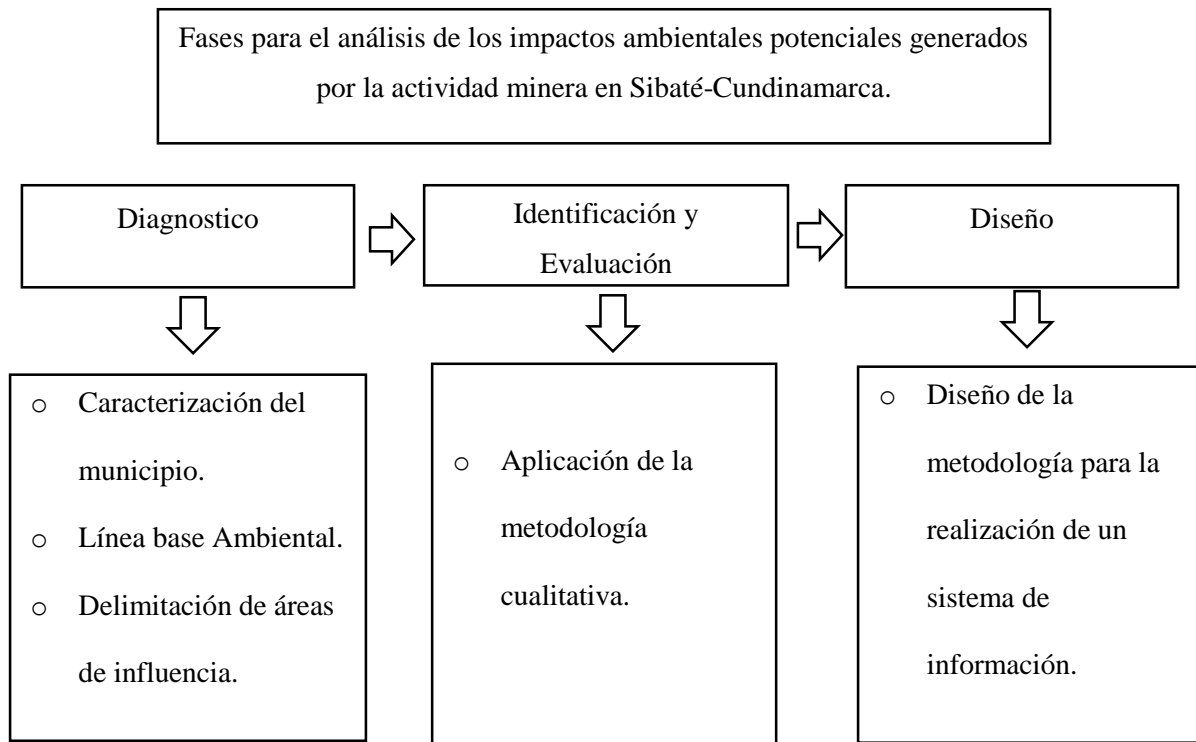 Fases para el análisis de los impactos ambientales potenciales generados
por la actividad minera en Sibaté-Cundinamarca.
Diagnostico
Identificación y
Evaluación
Diseño
o Caracterización del
municipio.
o Línea base Ambiental.
o Delimitación de áreas
de influencia.
o Aplicación de la
metodología
cualitativa.
o Diseño de la
metodología para la
realización de un
sistema de
información.